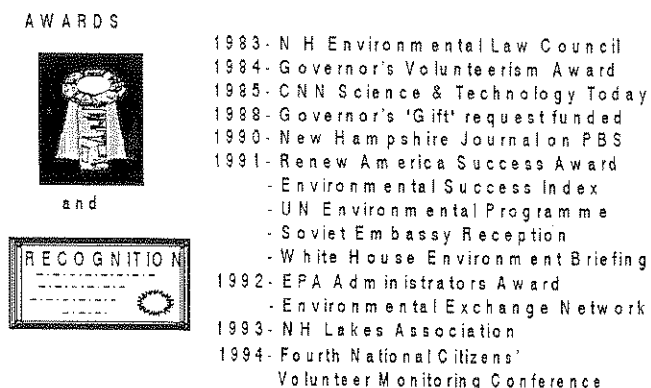 AWARDS
and
RECOGNITION
1983- NH Environmental Law Council
1984- Governor's Volunteerism Award
1985- CNN Science & Technology Today
1988- Governor's 'Gift' request funded
1990- New Hampshire Journal on PBS
1991- Renew America Success Award
- Environmental Success Index
- UN Environmental Programme
- Soviet Embassy Reception
- White House Environment Briefing
1992- EPA Administrators Award
- Environmental Exchange Network
1993- NH Lakes Association
1994- Fourth National Citizens'
Volunteer Monitoring Conference